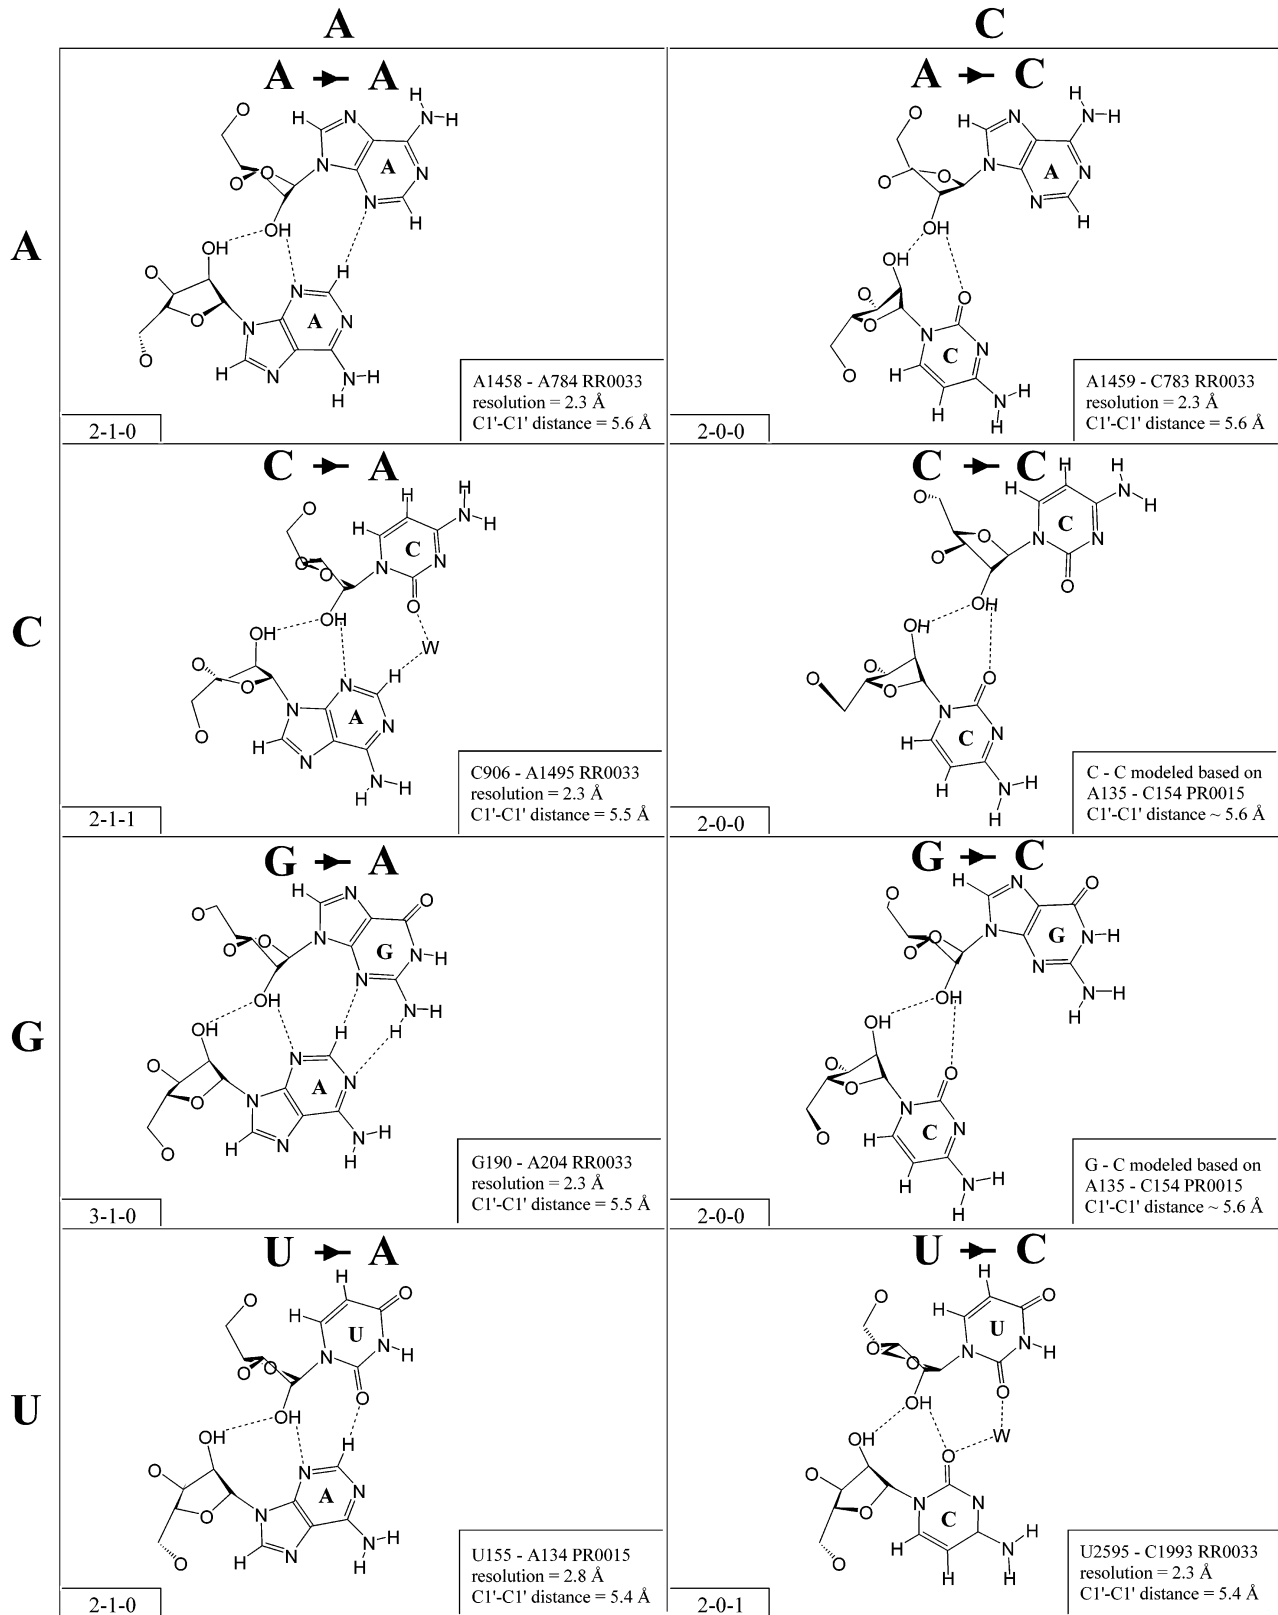 A C
A
A → A
A
A
2-1-0
A1458 - A784 RR0033
resolution = 2.3 Å
C1'-C1' distance = 5.6 Å
A → C
A
C
2-0-0
A1459 - C783 RR0033
resolution = 2.3 Å
C1'-C1' distance = 5.6 Å
C
C → A
C
W
A
2-1-1
C906 - A1495 RR0033
resolution = 2.3 Å
C1'-C1' distance = 5.5 Å
C → C
C
C
2-0-0
C - C modeled based on
A135 - C154 PR0015
C1'-C1' distance ~ 5.6 Å
G
G → A
G
A
3-1-0
G190 - A204 RR0033
resolution = 2.3 Å
C1'-C1' distance = 5.5 Å
G → C
G
C
2-0-0
G - C modeled based on
A135 - C154 PR0015
C1'-C1' distance ~ 5.6 Å
U
U → A
U
A
2-1-0
U155 - A134 PR0015
resolution = 2.8 Å
C1'-C1' distance = 5.4 Å
U → C
U
W
C
2-0-1
U2595 - C1993 RR0033
resolution = 2.3 Å
C1'-C1' distance = 5.4 Å